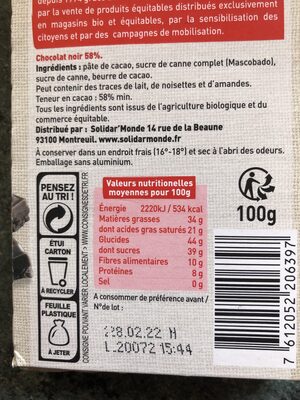 par la vente de produits équitables distribués exclusivement
en magasins bio et équitables, par la sensibilisation des
citoyens et par des campagnes de mobilisation.
Chocolat noir 58%.
Ingrédients : pâte de cacao, sucre de canne complet (Mascobado),
sucre de canne, beurre de cacao.
Peut contenir des traces de lait, de noisettes et d'amandes.
Teneur en cacao : 58% min.
Tous les ingrédients sont issus de l'agriculture biologique et du
commerce équitable.
Distribué par : Solidar'Monde 14 rue de la Beaune
93100 Montreuil. www.solidarmonde.fr
A conserver dans un endroit frais (16°-18°) et sec à l'abri des odeurs.
Emballage sans aluminium.
PENSEZ
AU TRI !
ÉTUI
CARTON
À RECYCLER
FEUILLE
PLASTIQUE
À JETER
CONSIGNE POUVANT VARIER LOCALEMENT > WWW.CONSIGNESDETRI.FR
Valeurs nutritionnelles
moyennes pour 100g
Énergie 2220kJ / 534 kcal
Matières grasses 34 g
dont acides gras saturés 21 g
Glucides 44 g
dont sucres 39 g
Fibres alimentaires 10 g
Protéines 8 g
Sel 0 g
A consommer de préférence avant /
N° de lot :
28.02.22 M
L.20072 15:44
100g
7 612052 206397